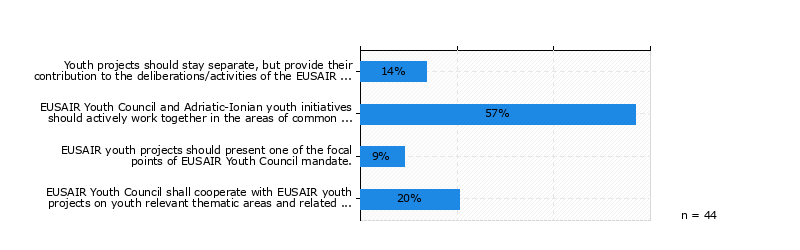 Youth projects should stay separate, but provide their
contribution to the deliberations/activities of the EUSAIR ...
14%
EUSAIR Youth Council and Adriatic-Ionian youth initiatives
should actively work together in the areas of common ...
57%
EUSAIR youth projects should present one of the focal
points of EUSAIR Youth Council mandate.
9%
EUSAIR Youth Council shall cooperate with EUSAIR youth
projects on youth relevant thematic areas and related ...
20%
n = 44